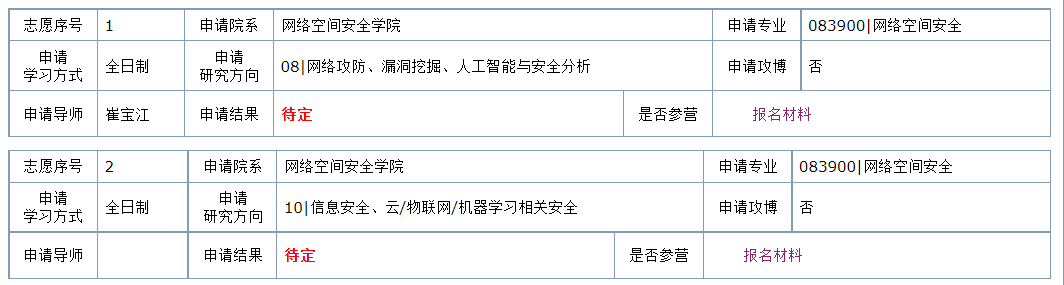 志愿序号 1 申请院系 网络空间安全学院 申请专业 083900|网络空间安全
申请
学习方式 全日制 申请
研究方向 08|网络攻防、漏洞挖掘、人工智能与安全分析 申请攻博 否
申请导师 崔宝江 申请结果 待定 是否参营 报名材料
志愿序号 2 申请院系 网络空间安全学院 申请专业 083900|网络空间安全
申请
学习方式 全日制 申请
研究方向 10|信息安全、云/物联网/机器学习相关安全 申请攻博 否
申请导师 申请结果 待定 是否参营 报名材料